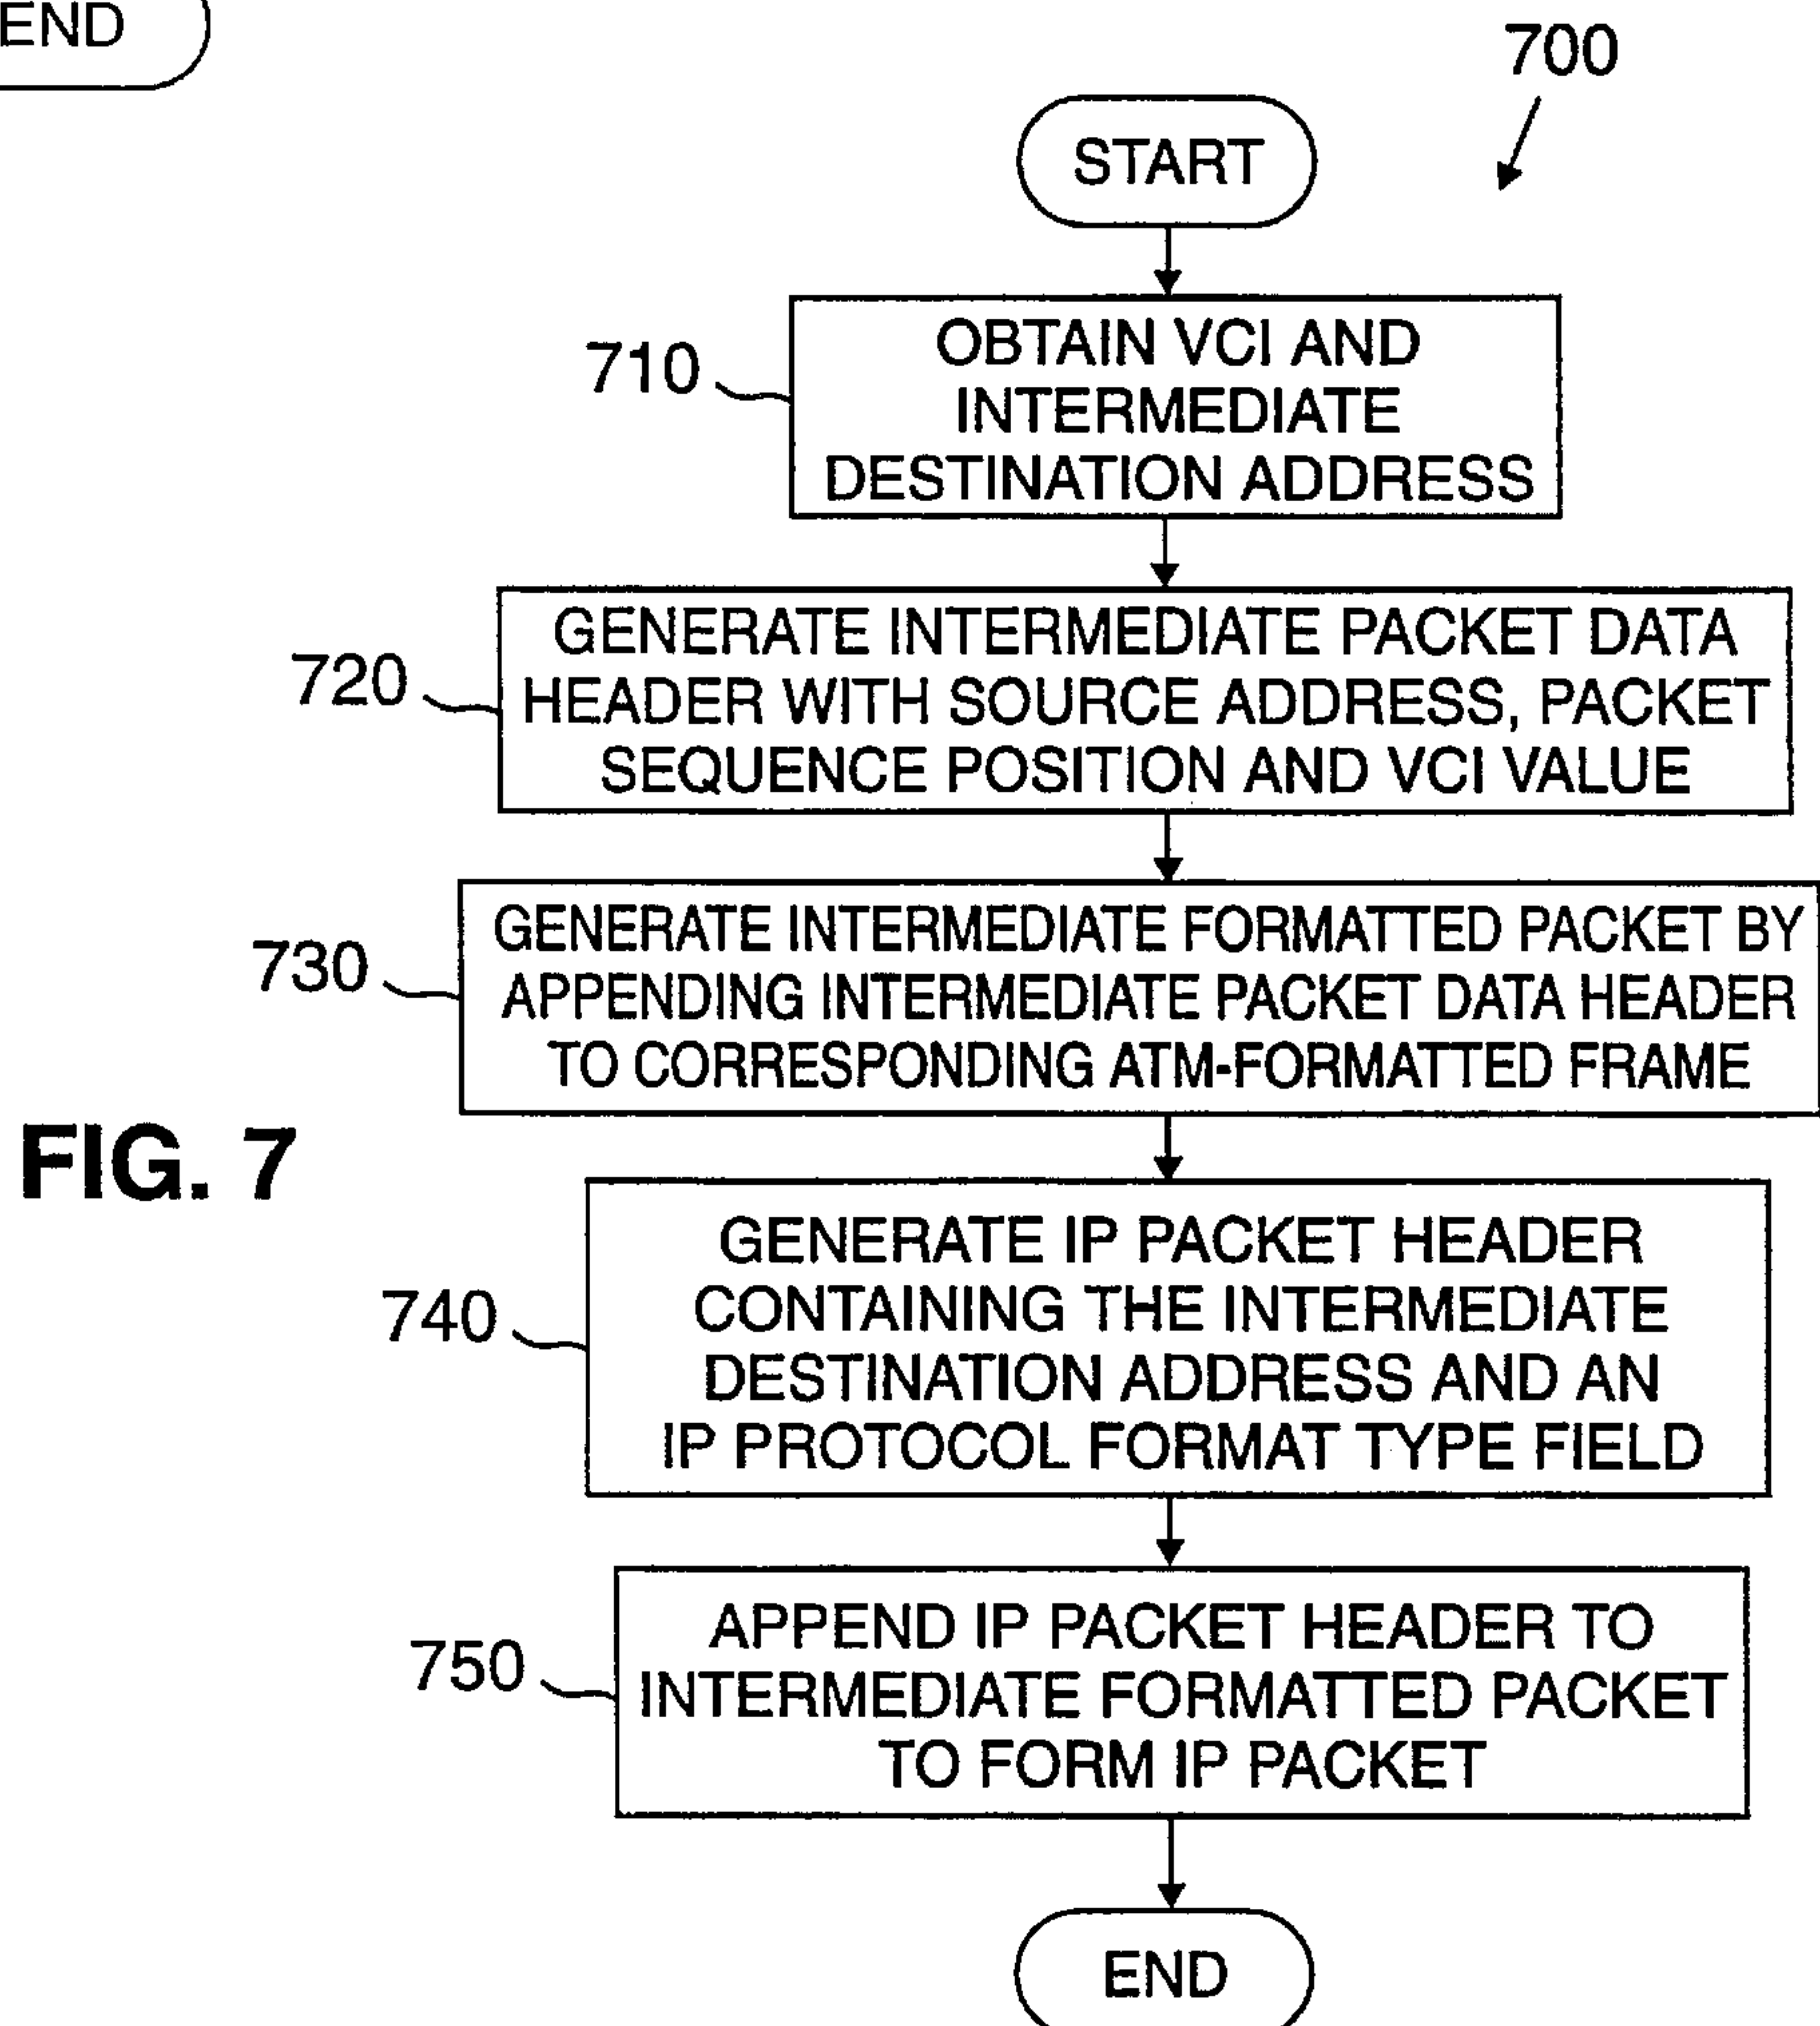 END
700
START
710
OBTAIN VCI AND
INTERMEDIATE
DESTINATION ADDRESS
720
GENERATE INTERMEDIATE PACKET DATA
HEADER WITH SOURCE ADDRESS, PACKET
SEQUENCE POSITION AND VCI VALUE
730
GENERATE INTERMEDIATE FORMATTED PACKET BY
APPENDING INTERMEDIATE PACKET DATA HEADER
TO CORRESPONDING ATM-FORMATTED FRAME
FIG. 7
740
GENERATE IP PACKET HEADER
CONTAINING THE INTERMEDIATE
DESTINATION ADDRESS AND AN
IP PROTOCOL FORMAT TYPE FIELD
750
APPEND IP PACKET HEADER TO
INTERMEDIATE FORMATTED PACKET
TO FORM IP PACKET
END